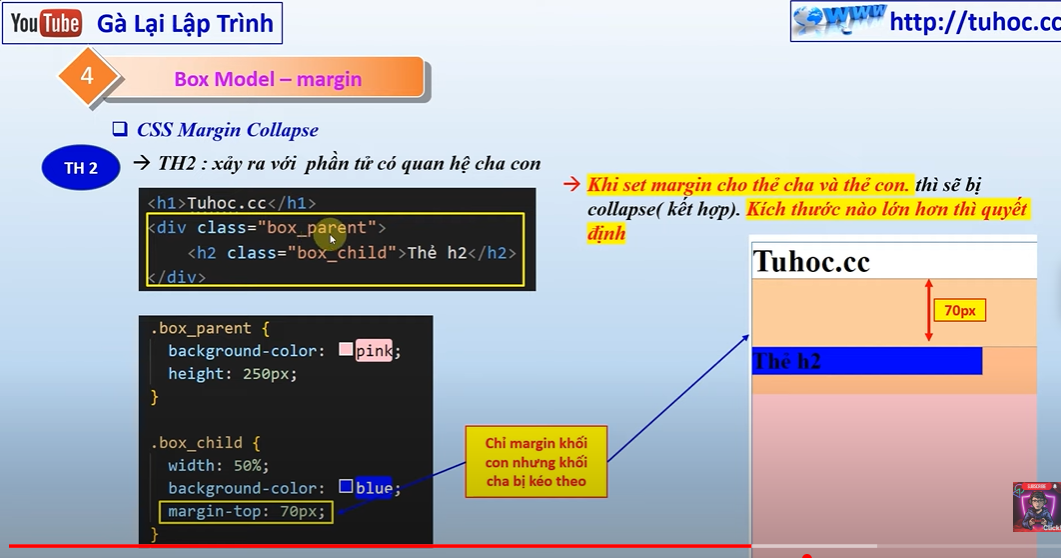 YouTube Gà Lại Lập Trình
WWW http://tuhoc.cc
4 Box Model – margin
❑ CSS Margin Collapse
TH 2
→ TH2 : xảy ra với phần tử có quan hệ cha con
<h1>Tuhoc.cc</h1>
<div class="box_parent">
<h2 class="box_child">Thẻ h2</h2>
</div>
→ Khi set margin cho thẻ cha và thẻ con. thì sẽ bị
collapse( kết hợp). Kích thước nào lớn hơn thì quyết
định
.box_parent {
background-color: pink;
height: 250px;
}
.box_child {
width: 50%;
background-color: blue;
margin-top: 70px;
}
Chỉ margin khối
con nhưng khối
cha bị kéo theo
Tuhoc.cc
70px
Thẻ h2